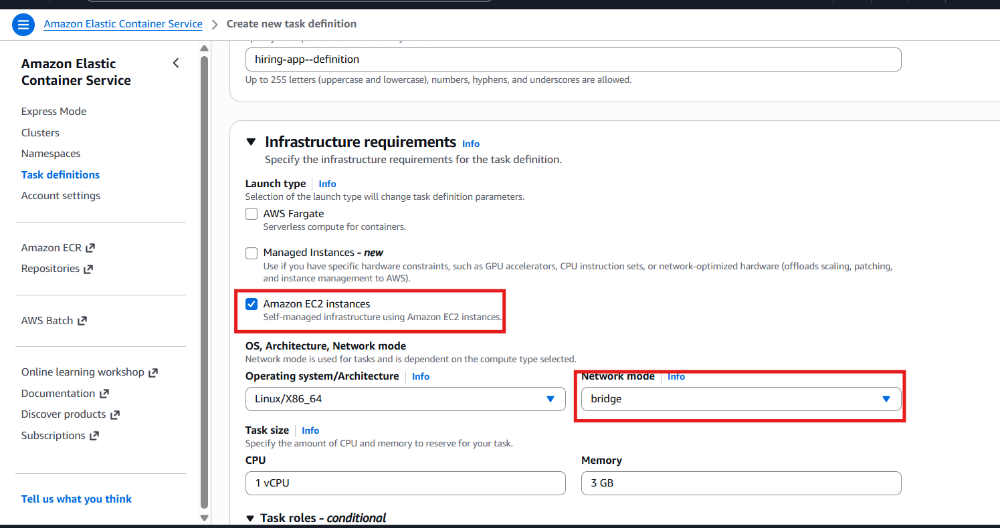 Amazon Elastic Container Service > Create new task definition
Amazon Elastic
Container Service
Express Mode
Clusters
Namespaces
Task definitions
Account settings
Amazon ECR
Repositories
AWS Batch
Online learning workshop
Documentation
Discover products
Subscriptions
Tell us what you think
hiring-app--definition
Up to 255 letters (uppercase and lowercase), numbers, hyphens, and underscores are allowed.
Infrastructure requirements Info
Specify the infrastructure requirements for the task definition.
Launch type Info
Selection of the launch type will change task definition parameters.
AWS Fargate
Serverless compute for containers.
Managed Instances - new
Use if you have specific hardware constraints, such as GPU accelerators, CPU instruction sets, or network-optimized hardware (offloads scaling, patching,
and instance management to AWS).
Amazon EC2 instances
Self-managed infrastructure using Amazon EC2 instances.
OS, Architecture, Network mode
Network mode is used for tasks and is dependent on the compute type selected.
Operating system/Architecture Info
Linux/X86_64
Network mode Info
bridge
Task size Info
Specify the amount of CPU and memory to reserve for your task.
CPU
1 vCPU
Memory
3 GB
Task roles - conditional